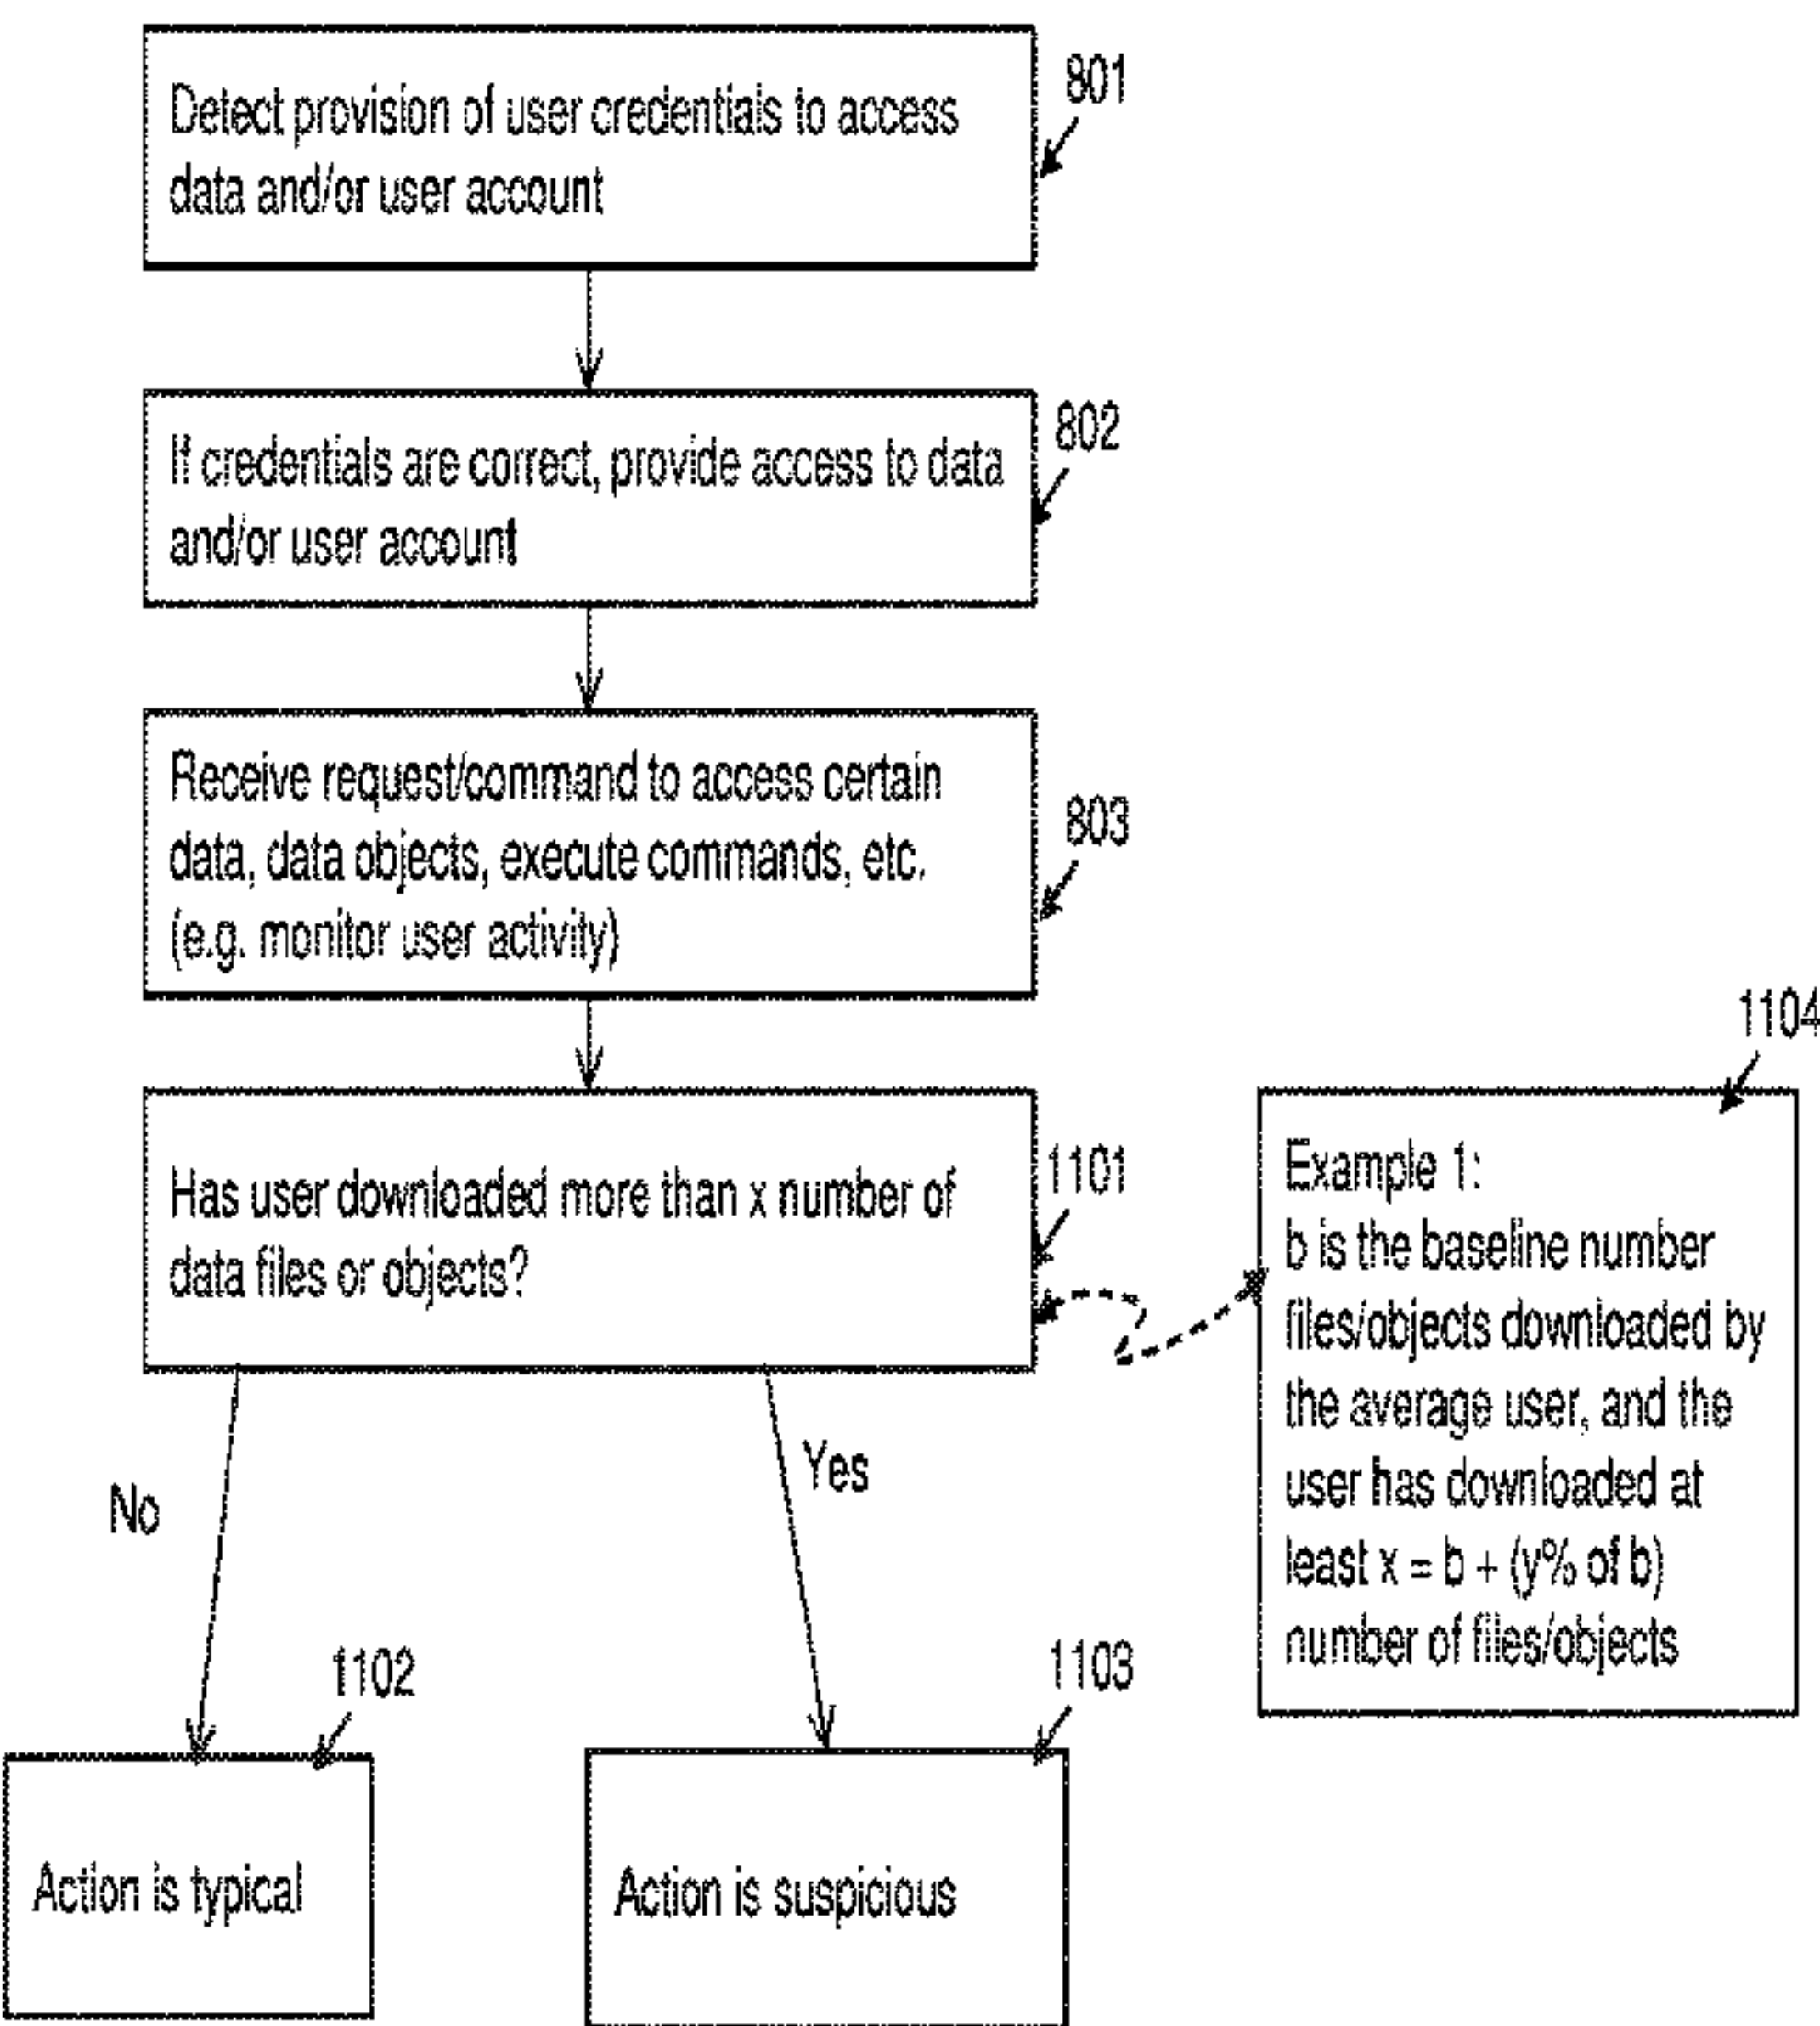 Detect provision of user credentials to access
data and/or user account
801
If credentials are correct, provide access to data
and/or user account
802
Receive request/command to access certain
data, data objects, execute commands, etc.
(e.g. monitor user activity)
803
Has user downloaded more than x number of
data files or objects?
1101
1104
Example 1:
b is the baseline number
files/objects downloaded by
the average user, and the
user has downloaded at
least x = b + (y% of b)
number of files/objects
No
Yes
1102
Action is typical
1103
Action is suspicious